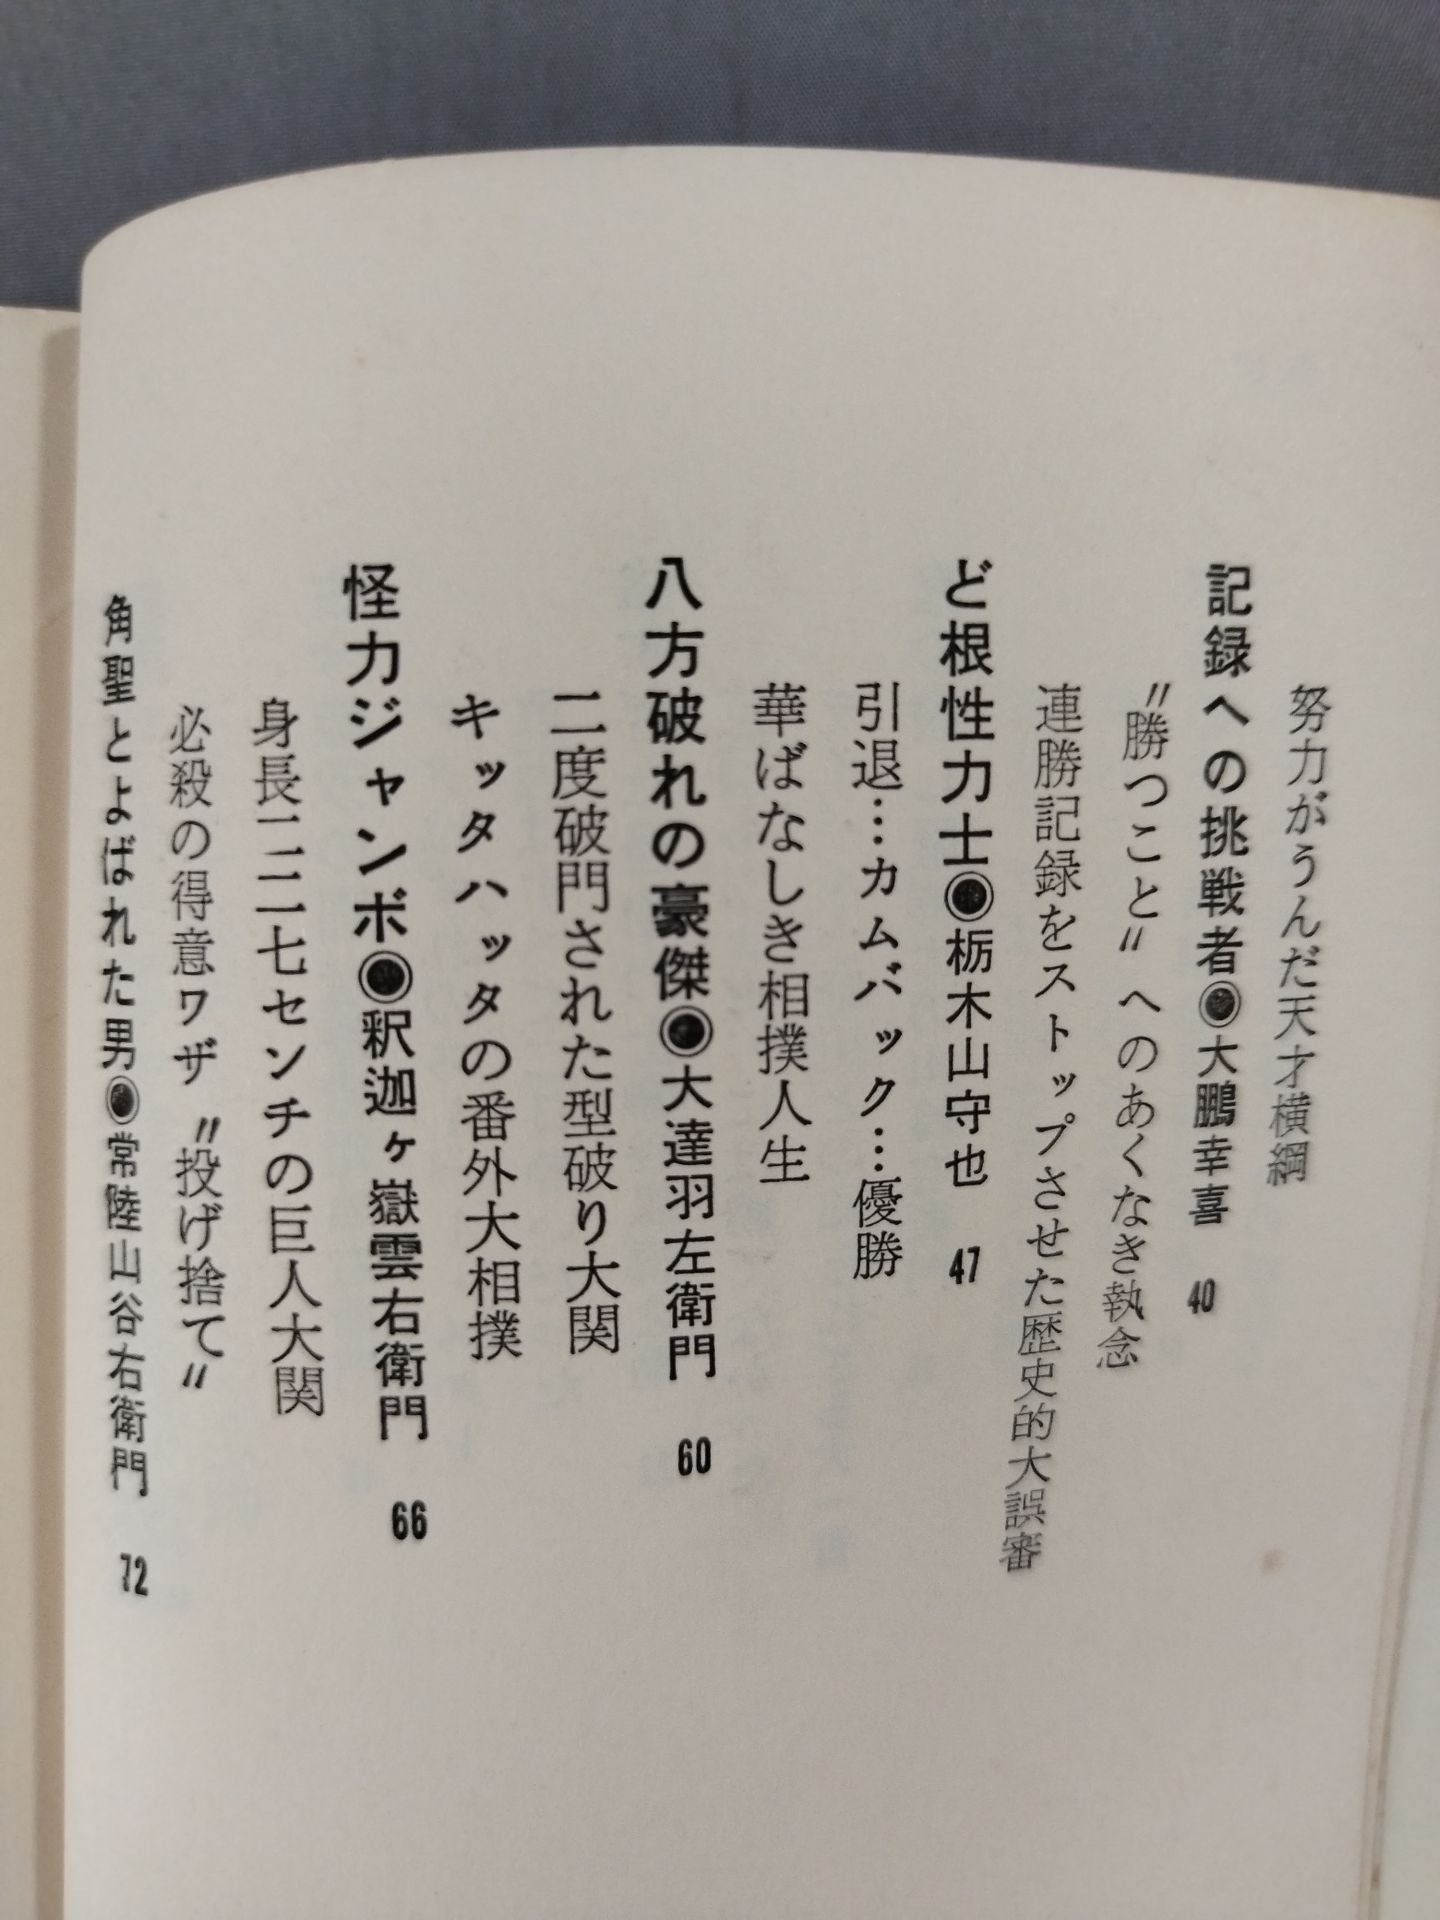 努力がうんだ天才横綱
記録への挑戦者◉大鵬幸喜 40
〝勝つこと〟へのあくなき執念
連勝記録をストップさせた歴史的大誤審
ど根性力士◉栃木山守也 47
引退…カムバック…優勝
華ばなしき相撲人生
八方破れの豪傑◉大達羽左衛門 60
二度破門された型破り大関
キッタハッタの番外大相撲
怪力ジャンボ◉釈迦ヶ嶽雲右衛門 66
身長二二七センチの巨人大関
必殺の得意ワザ〝投げ捨て〟
角聖とよばれた男◉常陸山谷右衛門 72